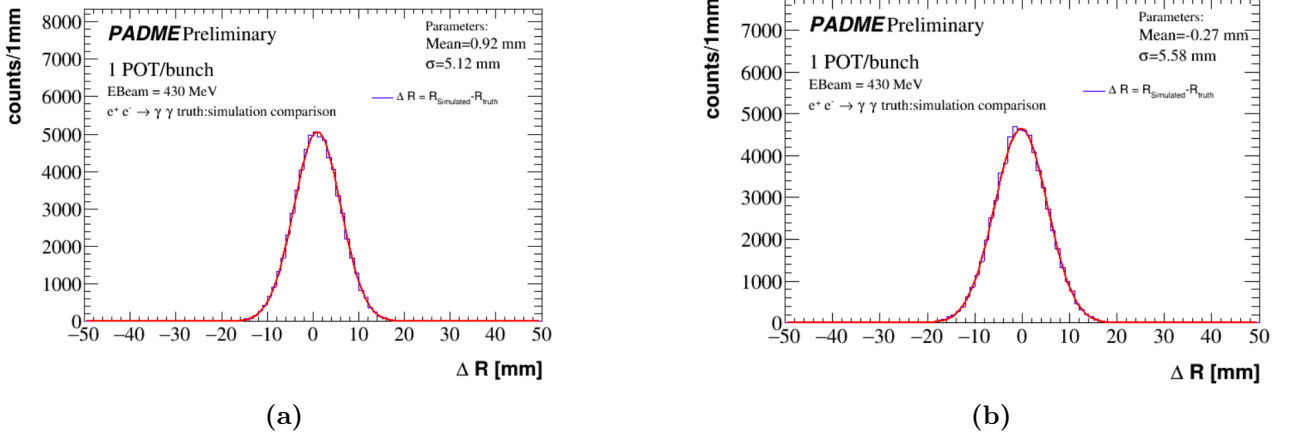 PADME Preliminary
Parameters:
Mean=0.92 mm
σ=5.12 mm
1 POT/bunch
EBeam = 430 MeV
e⁺ e⁻ → γ γ truth:simulation comparison
Δ R = R_Simulated-R_truth
counts/1mm
8000
7000
6000
5000
4000
3000
2000
1000
0
−50 −40 −30 −20 −10 0 10 20 30 40 50
Δ R [mm]
(a)
PADME Preliminary
Parameters:
Mean=-0.27 mm
σ=5.58 mm
1 POT/bunch
EBeam = 430 MeV
e⁺ e⁻ → γ γ truth:simulation comparison
Δ R = R_Simulated-R_truth
counts/1mm
7000
6000
5000
4000
3000
2000
1000
0
−50 −40 −30 −20 −10 0 10 20 30 40 50
Δ R [mm]
(b)